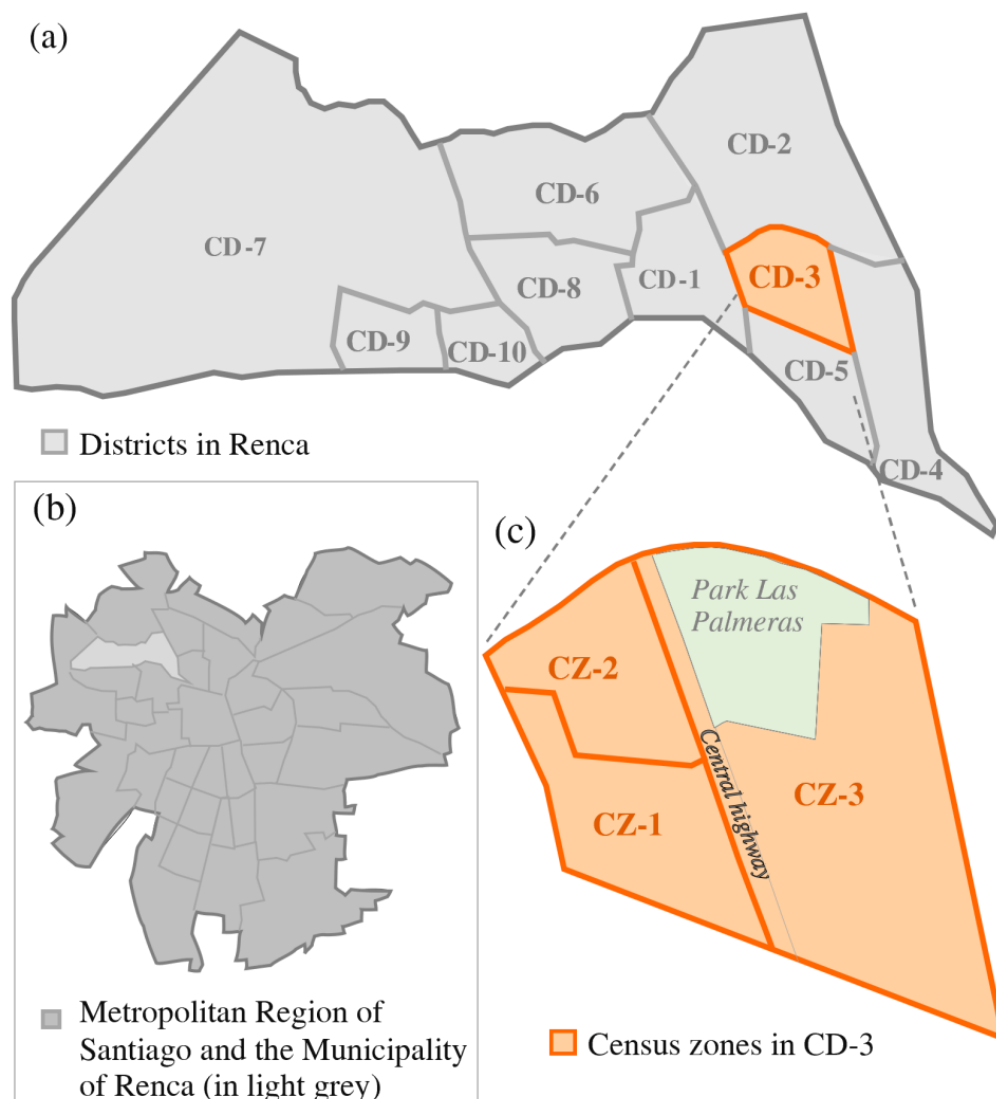 (a)
CD-2
CD-6
CD-7
CD-3
CD-8
CD-1
CD-9
CD-10
CD-5
CD-4
Districts in Renca
(b)
Metropolitan Region of
Santiago and the Municipality
of Renca (in light grey)
(c)
Park Las
Palmeras
CZ-2
CZ-3
CZ-1
Central highway
Census zones in CD-3